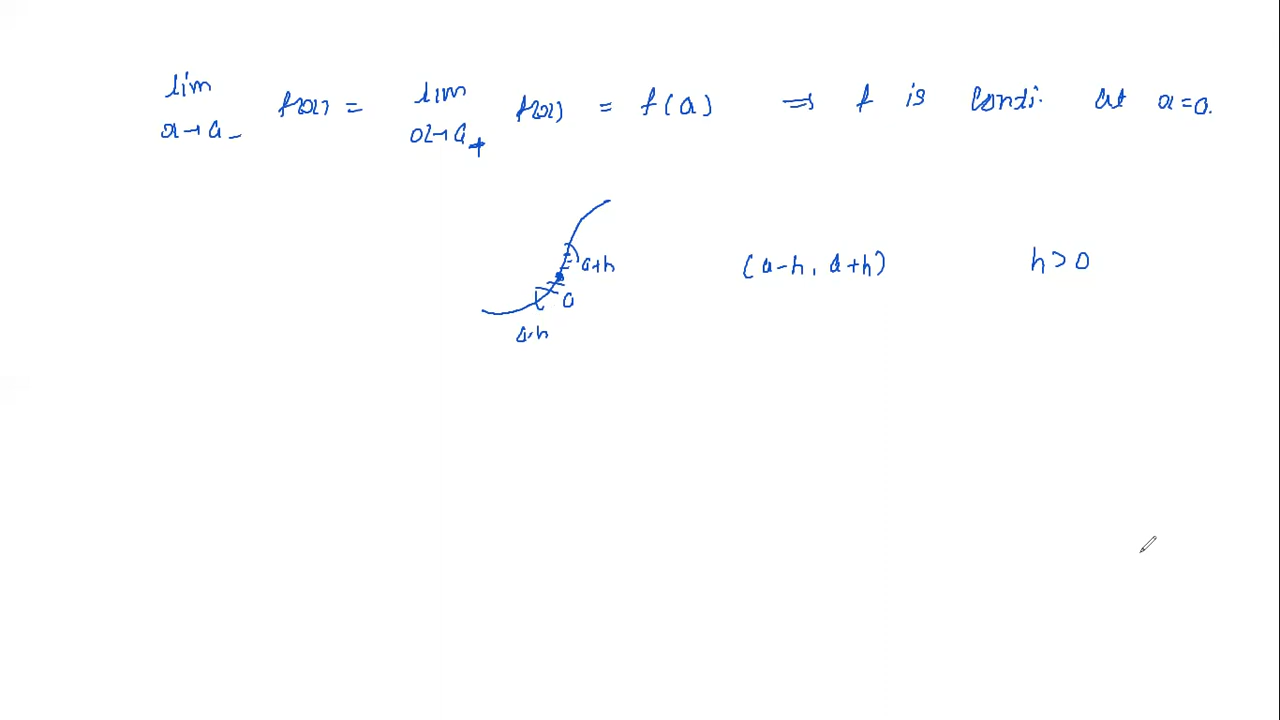 lim f(x) = lim f(x) = f(a) ⇒ f is Conti. at x=a.
x→a- x→a+
a+h (a-h, a+h) h>0
a
a-h